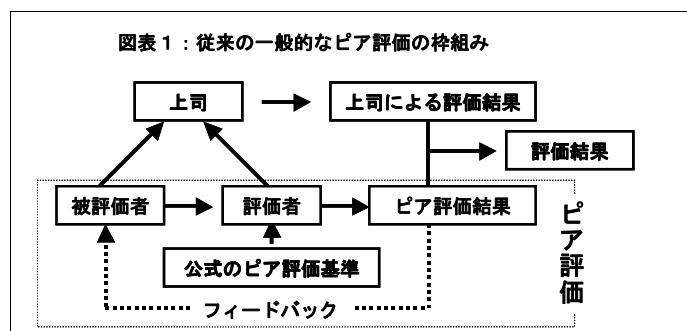 図表１：従来の一般的なピア評価の枠組み
上司
上司による評価結果
評価結果
被評価者
評価者
ピア評価結果
ピア評価
公式のピア評価基準
フィードバック